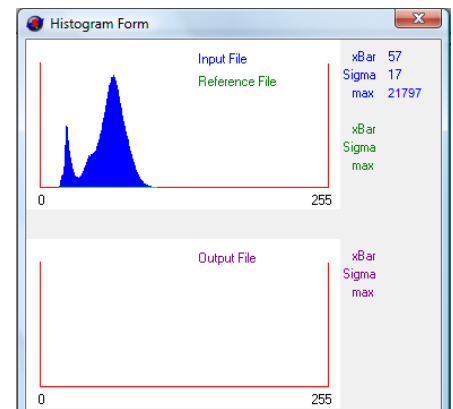 Histogram Form
Input File
Reference File
xBar 57
Sigma 17
max 21797
xBar
Sigma
max
0 255
Output File
xBar
Sigma
max
0 255